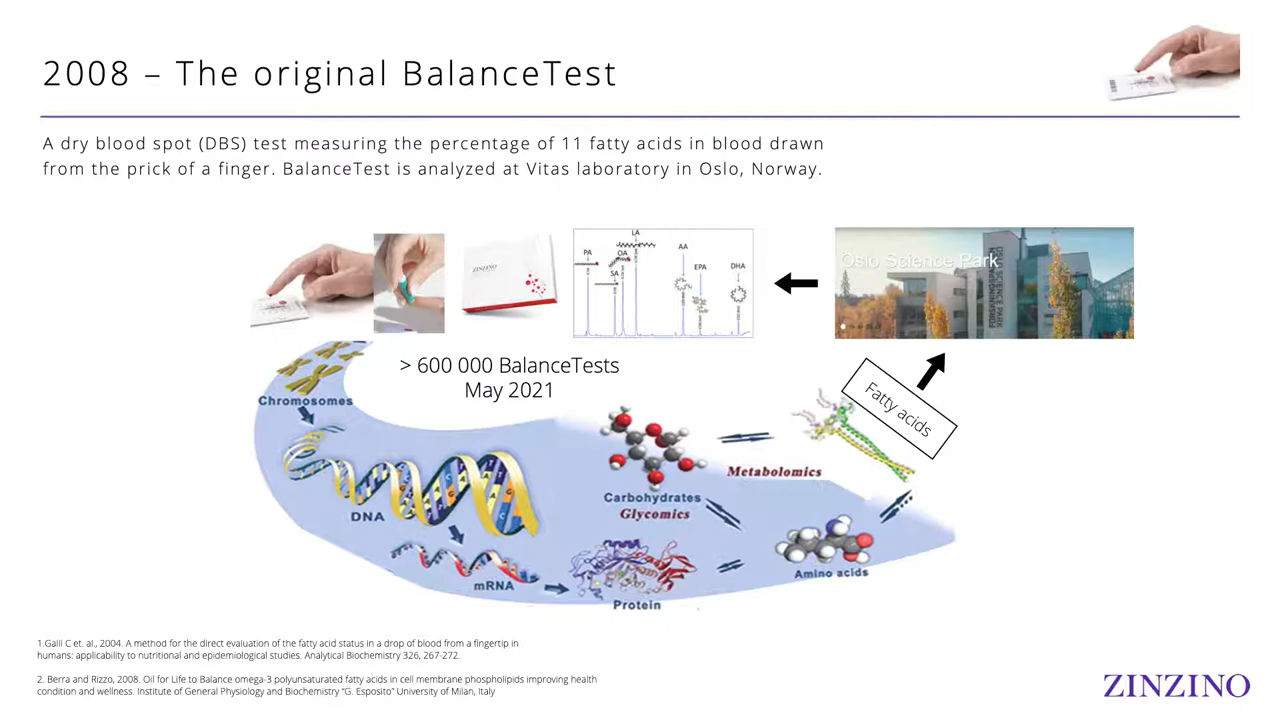 2008 – The original BalanceTest
A dry blood spot (DBS) test measuring the percentage of 11 fatty acids in blood drawn
from the prick of a finger. BalanceTest is analyzed at Vitas laboratory in Oslo, Norway.
ZINZINO
PA
SA
OA
LA
AA
EPA
DHA
Oslo Science Park
> 600 000 BalanceTests
May 2021
Fatty acids
Chromosomes
DNA
mRNA
Protein
Carbohydrates
Glycomics
Metabolomics
Amino acids
1.Galli C et. al., 2004. A method for the direct evaluation of the fatty acid status in a drop of blood from a fingertip in
humans: applicability to nutritional and epidemiological studies. Analytical Biochemistry 326, 267-272.
2. Berra and Rizzo, 2008. Oil for Life to Balance omega-3 polyunsaturated fatty acids in cell membrane phospholipids improving health
condition and wellness. Institute of General Physiology and Biochemistry “G. Esposito” University of Milan, Italy
ZINZINO